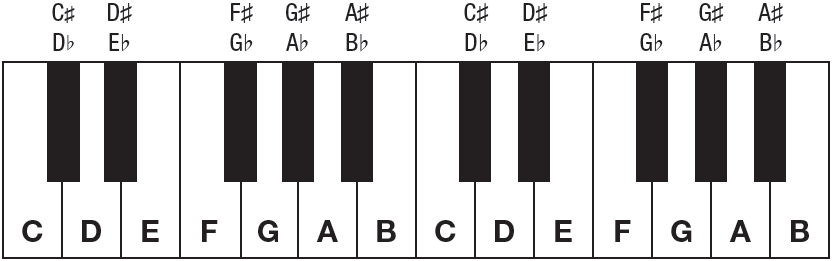 C♯ D♯ F♯ G♯ A♯ C♯ D♯ F♯ G♯ A♯
D♭ E♭ G♭ A♭ B♭ D♭ E♭ G♭ A♭ B♭
C D E F G A B C D E F G A B